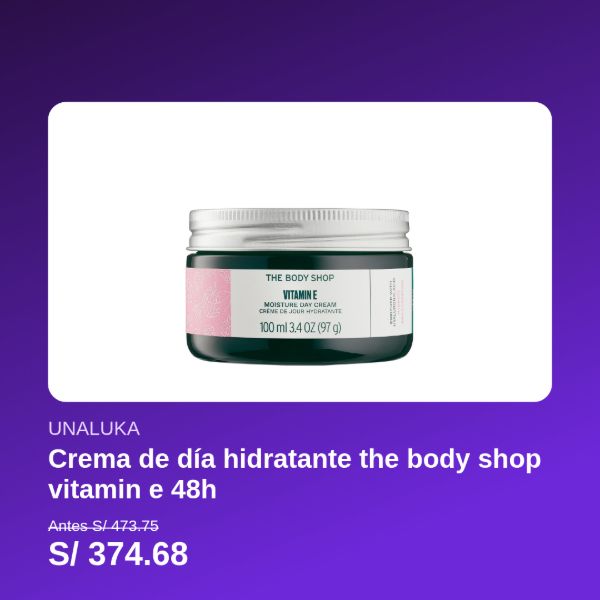 THE BODY SHOP
VITAMIN E
MOISTURE DAY CREAM
CRÈME DE JOUR HYDRATANTE
100 ml 3.4 OZ (97 g)
UNALUKA
Crema de día hidratante the body shop
vitamin e 48h
Antes S/ 473.75
S/ 374.68